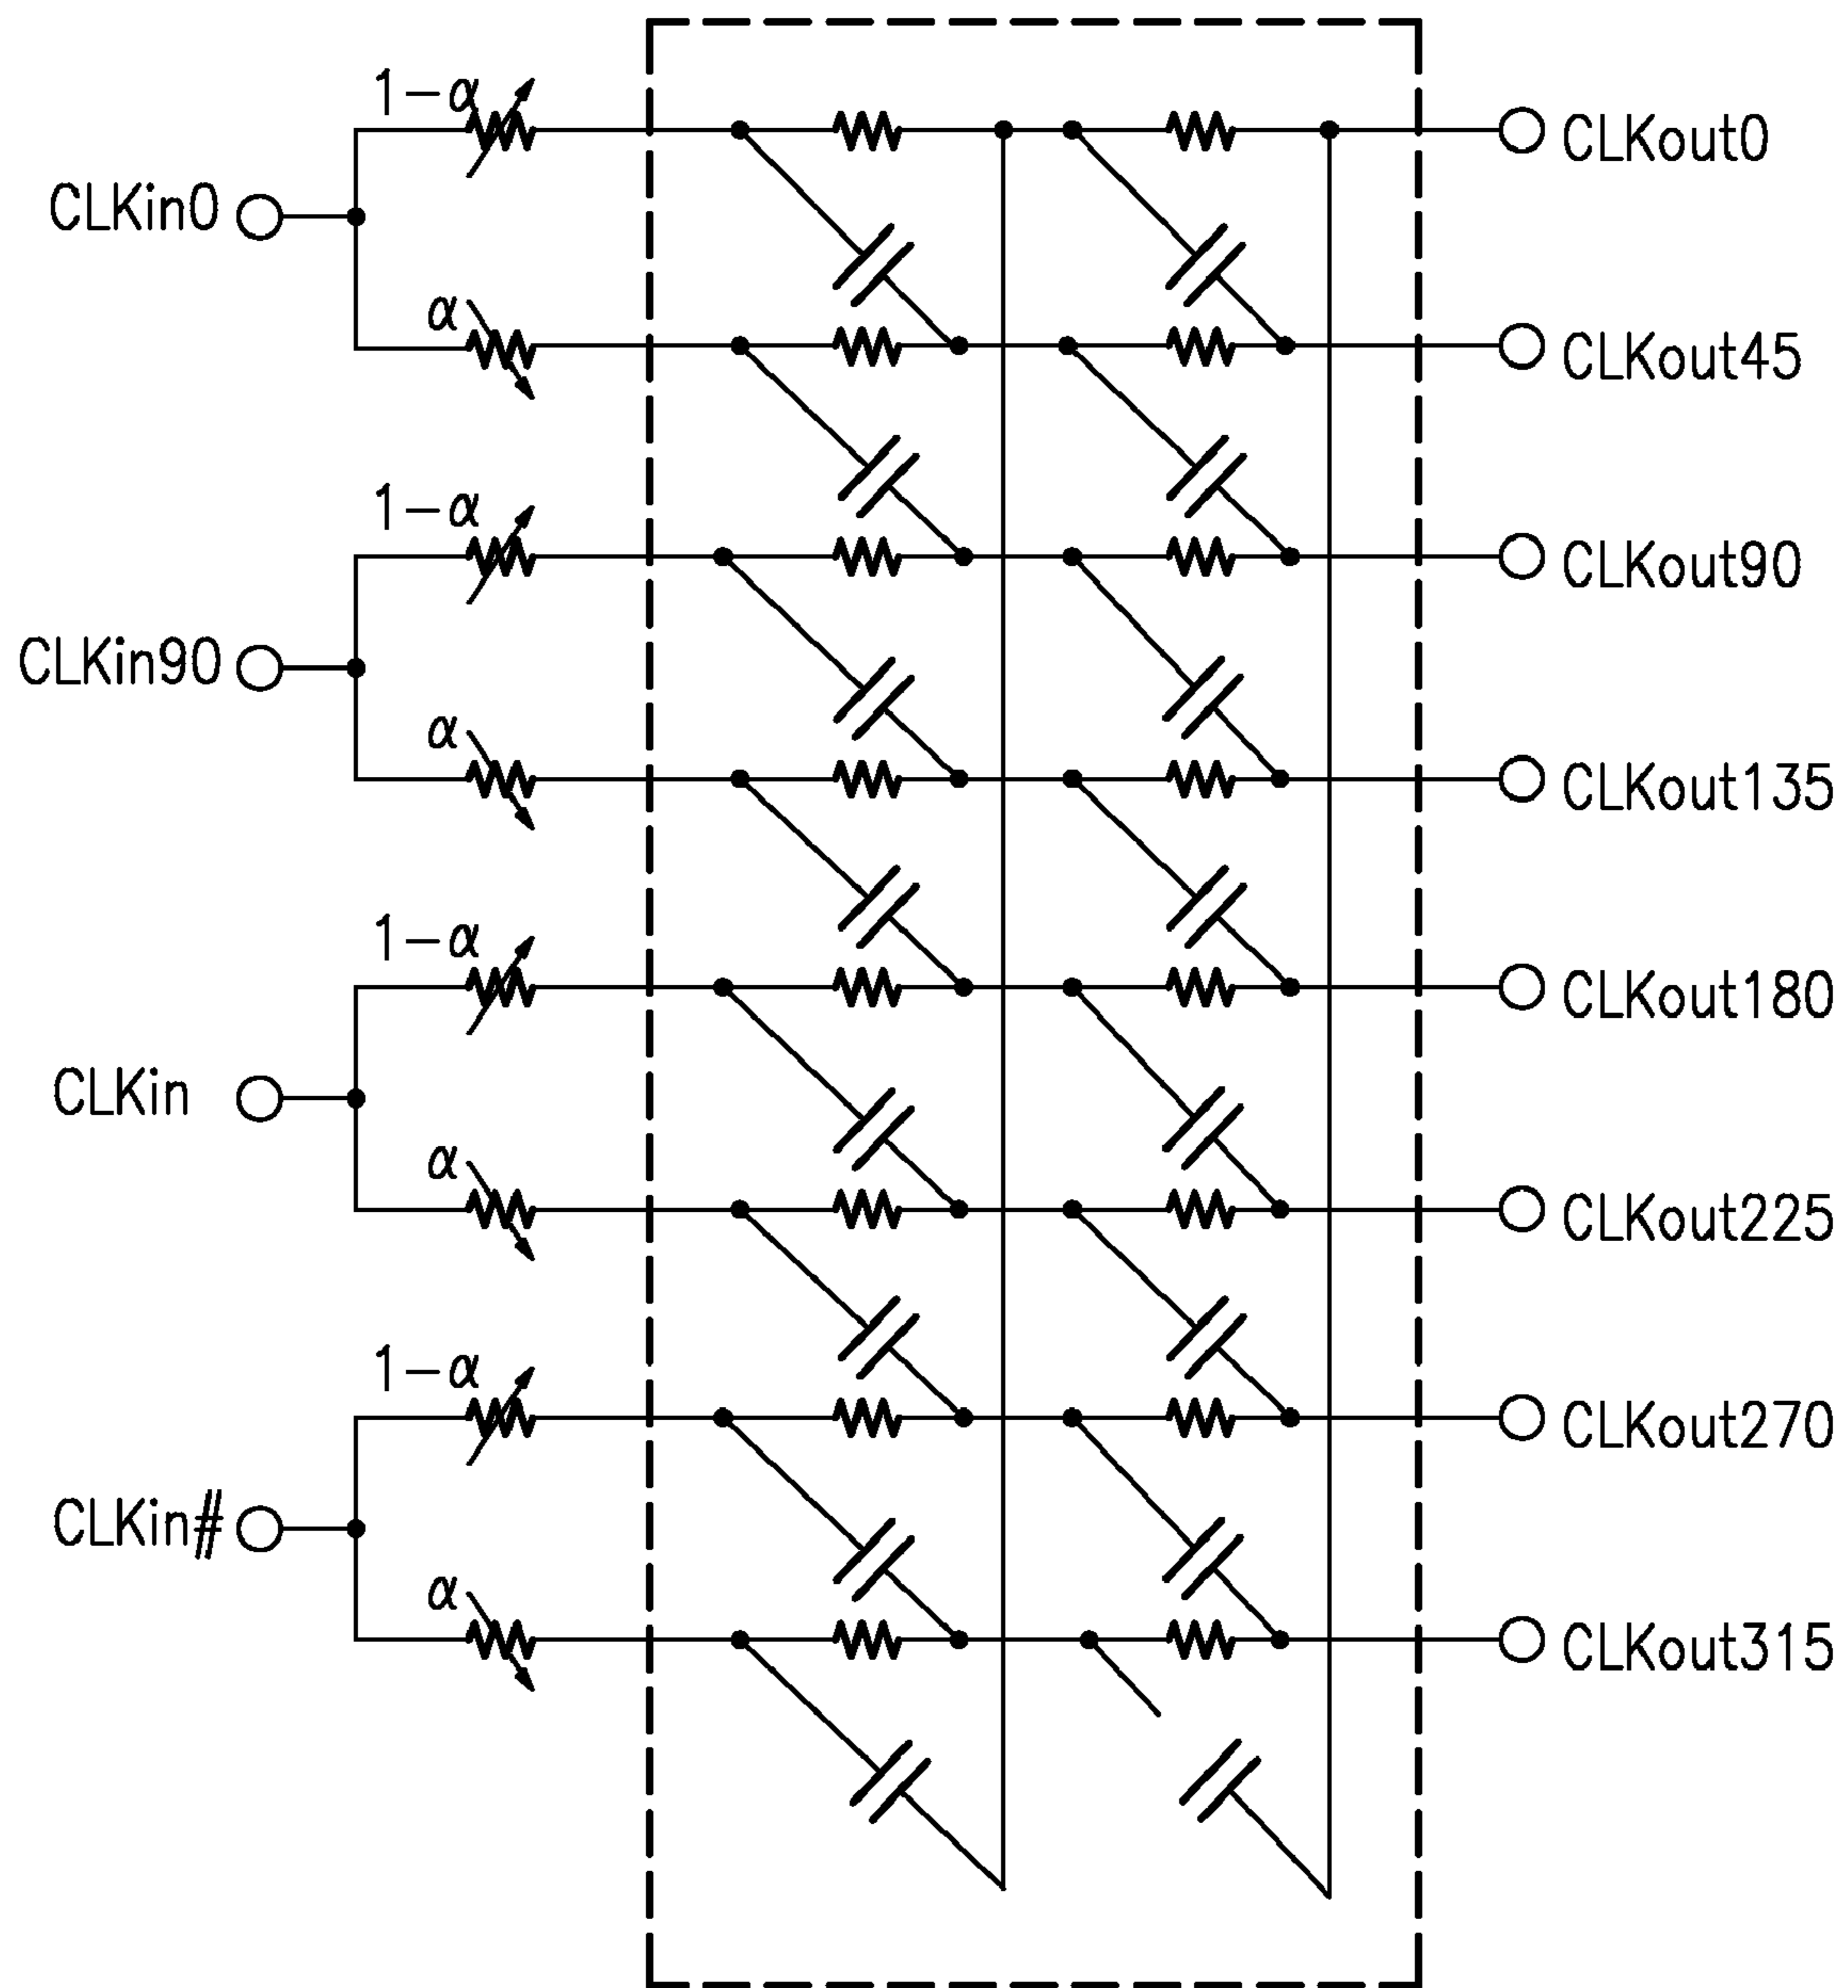 1-α
CLKin0
α
CLKout0
CLKout45
1-α
CLKin90
α
CLKout90
CLKout135
1-α
CLKin
α
CLKout180
CLKout225
1-α
CLKin#
α
CLKout270
CLKout315